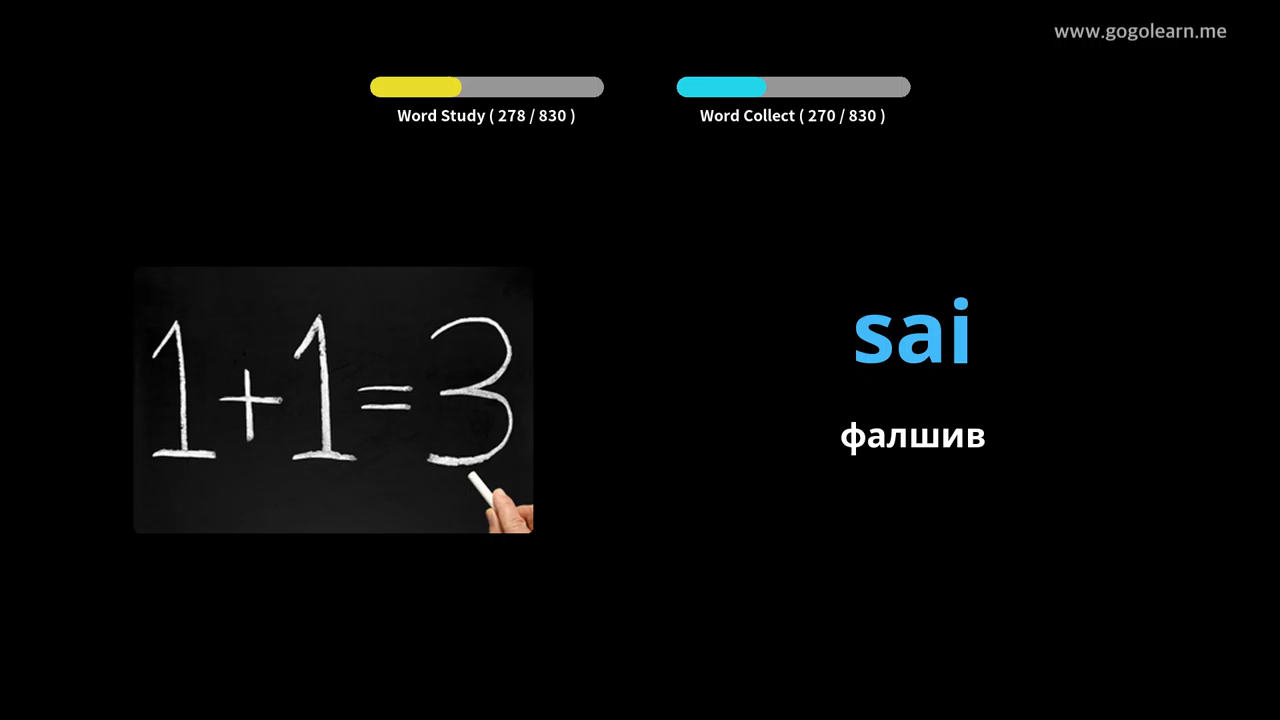 www.gogolearn.me
Word Study ( 278 / 830 )
Word Collect ( 270 / 830 )
1+1=3
sai
фалшив